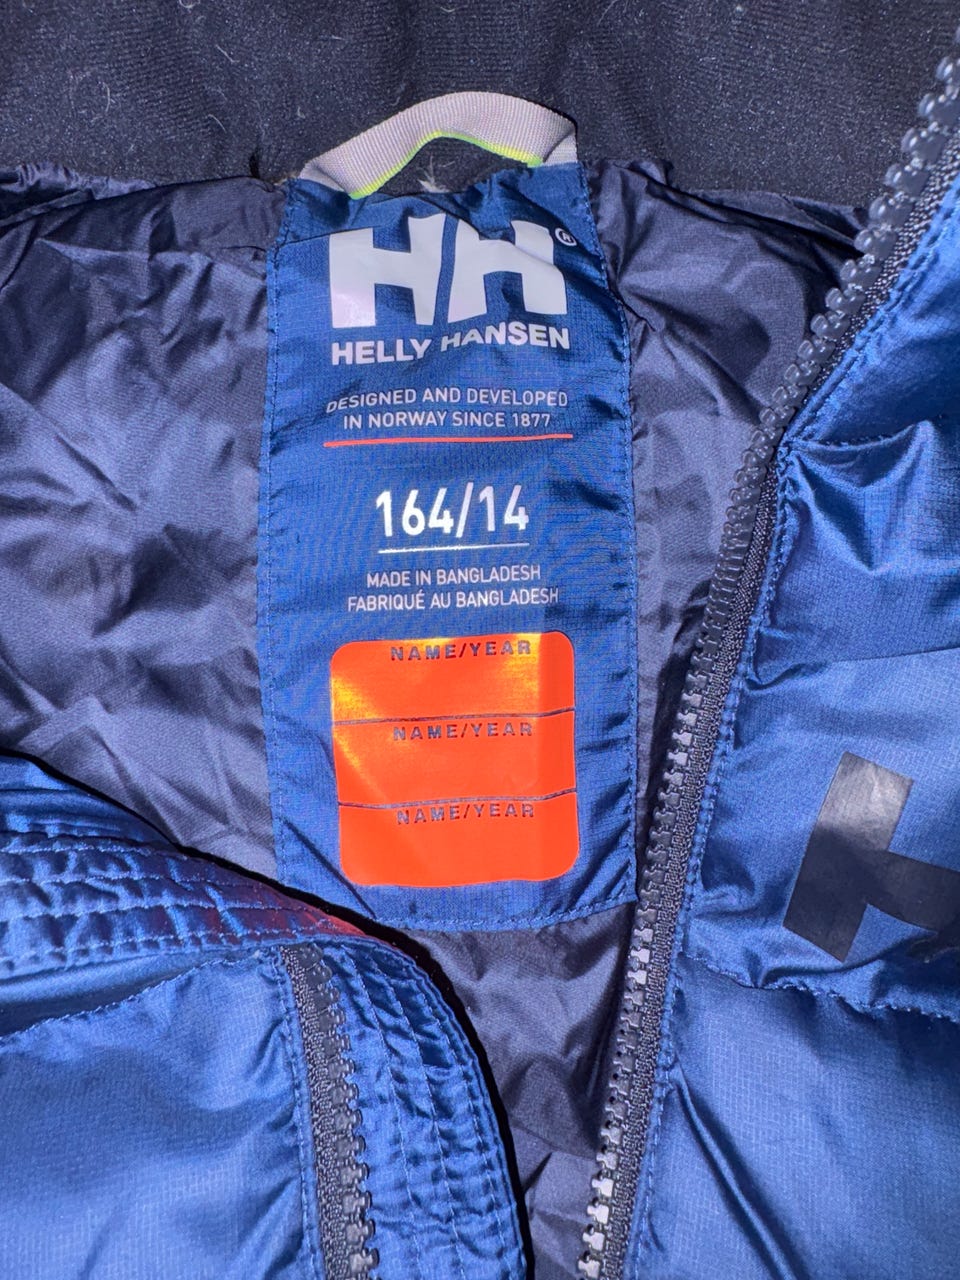 HH®
HELLY HANSEN
DESIGNED AND DEVELOPED
IN NORWAY SINCE 1877
164/14
MADE IN BANGLADESH
FABRIQUÉ AU BANGLADESH
NAME/YEAR
NAME/YEAR
NAME/YEAR
H